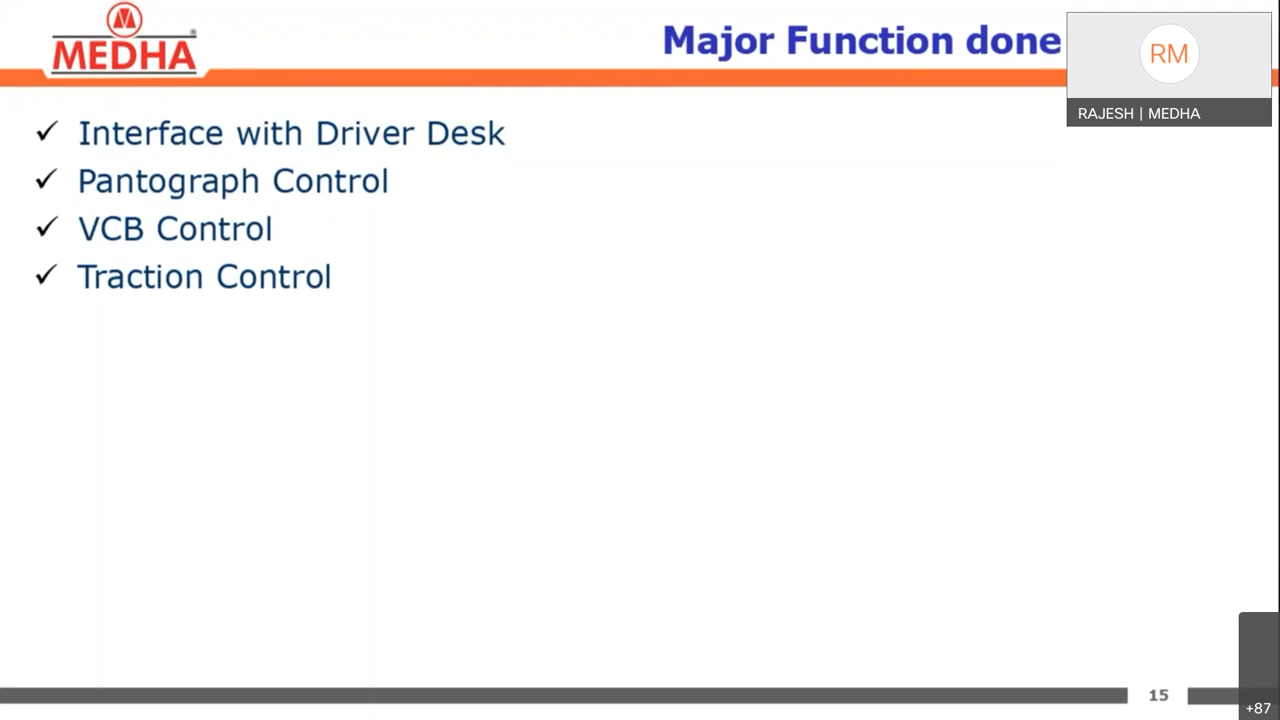 MEDHA
Major Function done
RM
RAJESH | MEDHA
✓ Interface with Driver Desk
✓ Pantograph Control
✓ VCB Control
✓ Traction Control
15
+87